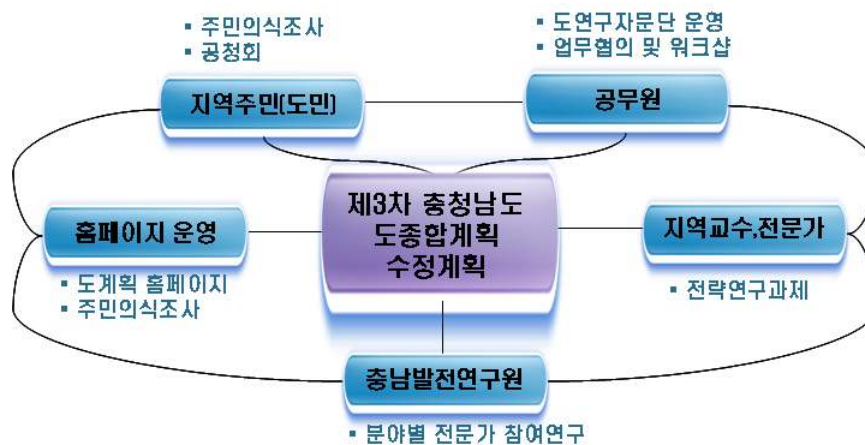 ▪ 주민의식조사
▪ 공청회
▪ 도연구자문단 운영
▪ 업무협의 및 워크샵
지역주민(도민)
공무원
제3차 충청남도
도종합계획
수정계획
홈페이지 운영
▪ 도계획 홈페이지
▪ 주민의식조사
지역교수,전문가
▪ 전략연구과제
충남발전연구원
▪ 분야별 전문가 참여연구